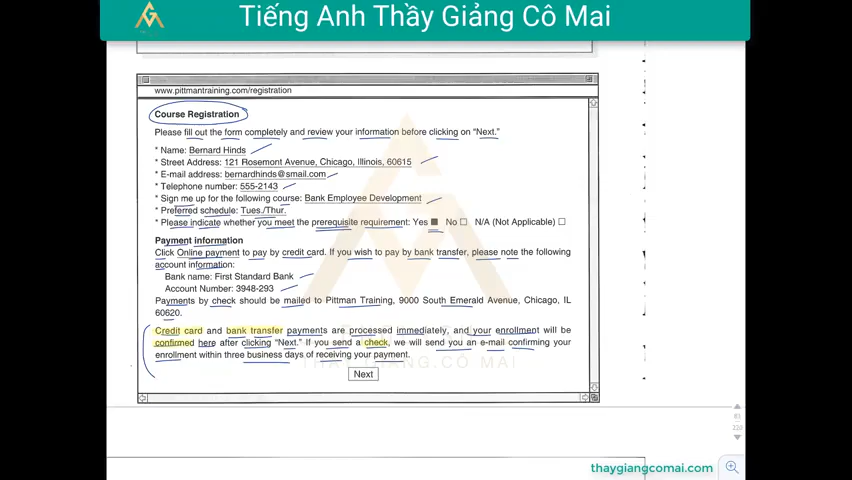 Tiếng Anh Thầy Giảng Cô Mai
www.pittmantraining.com/registration
Course Registration
Please fill out the form completely and review your information before clicking on “Next.”
* Name: Bernard Hinds
* Street Address: 121 Rosemont Avenue, Chicago, Illinois, 60615
* E-mail address: bernardhinds@smail.com
* Telephone number: 555-2143
* Sign me up for the following course: Bank Employee Development
* Preferred schedule: Tues./Thur.
* Please indicate whether you meet the prerequisite requirement: Yes ■ No □ N/A (Not Applicable) □
Payment information
Click Online payment to pay by credit card. If you wish to pay by bank transfer, please note the following
account information:
Bank name: First Standard Bank
Account Number: 3948-293
Payments by check should be mailed to Pittman Training, 9000 South Emerald Avenue, Chicago, IL
60620.
Credit card and bank transfer payments are processed immediately, and your enrollment will be
confirmed here after clicking “Next.” If you send a check, we will send you an e-mail confirming your
enrollment within three business days of receiving your payment.
THẦY GIẢNG.CÔ MAI
Next
thaygiangcomai.com